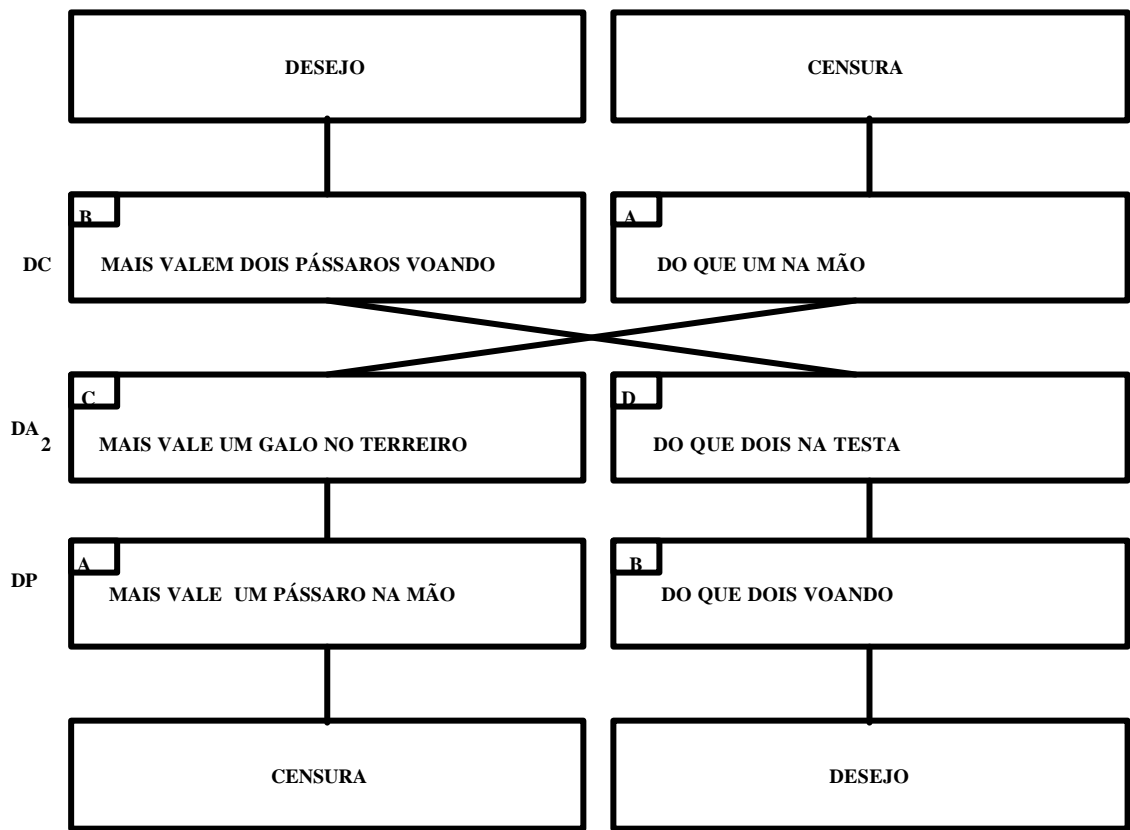 DESEJO
CENSURA
B
A
DC
MAIS VALEM DOIS PÁSSAROS VOANDO
DO QUE UM NA MÃO
C
D
DA 2
MAIS VALE UM GALO NO TERREIRO
DO QUE DOIS NA TESTA
A
B
DP
MAIS VALE UM PÁSSARO NA MÃO
DO QUE DOIS VOANDO
CENSURA
DESEJO